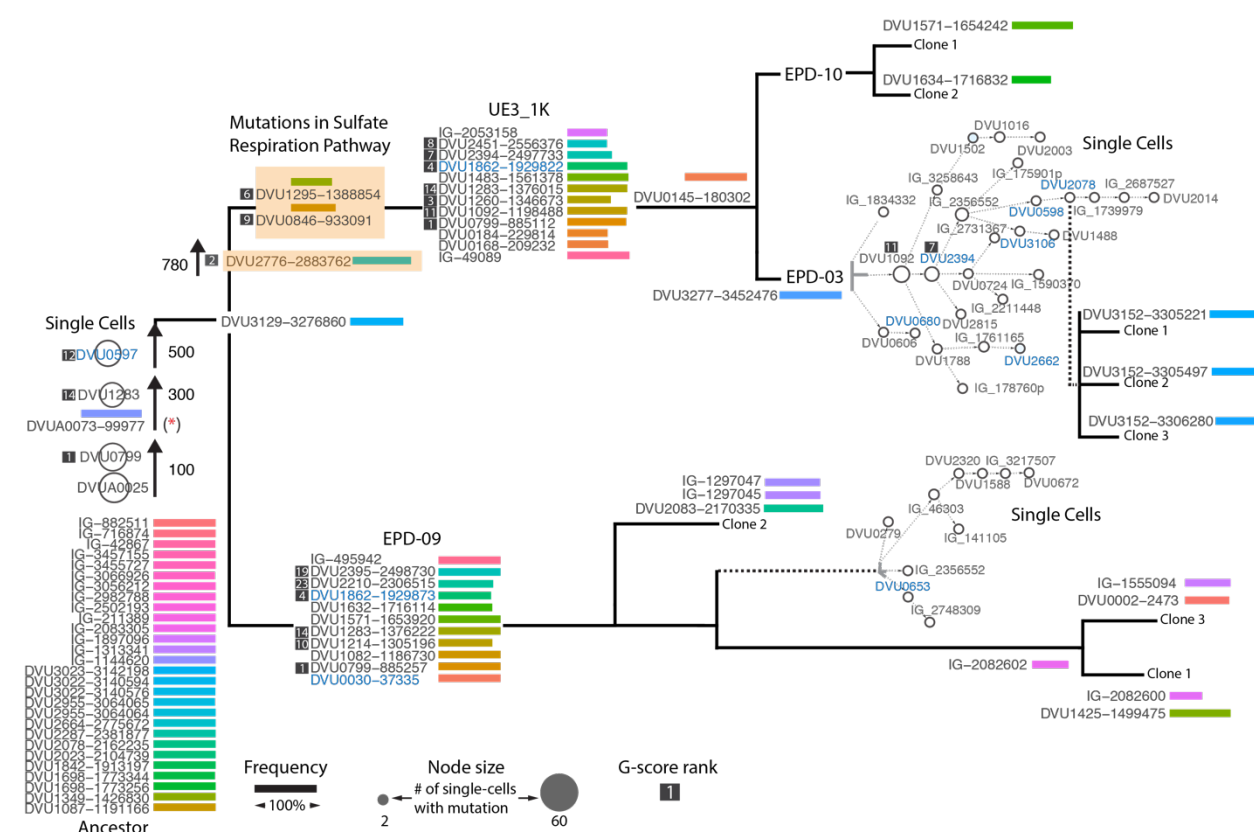 DVU1571−1654242
Clone 1
EPD-10
DVU1634−1716832
Clone 2
Mutations in Sulfate
Respiration Pathway
6 DVU1295−1388854
9 DVU0846−933091
2 DVU2776−2883762
780
UE3_1K
IG−2053158
8 DVU2451−2556376
7 DVU2394−2497733
4 DVU1862−1929822
DVU1483−1561378
14 DVU1283−1376015
3 DVU1260−1346673
11 DVU1092−1198488
1 DVU0799−885112
DVU0184−229814
DVU0168−209232
IG−49089
DVU0145−180302
EPD-03
DVU3277−3452476
Single Cells
DVU1016
DVU1502
DVU2003
IG_175901p
IG_3258643
DVU2078
IG_2687527
IG_1834332
IG_2356552
DVU0598
IG_1739979
DVU2014
IG_2731367
DVU3106
DVU1488
11
DVU1092
7
DVU2394
DVU0724
IG_1590370
IG_2211448
DVU2815
DVU0680
DVU0606
IG_1761165
DVU1788
DVU2662
IG_178760p
DVU3152−3305221
Clone 1
DVU3152−3305497
Clone 2
DVU3152−3306280
Clone 3
DVU3129−3276860
Single Cells
12 DVU0597
500
14 DVU1283
300
DVUA0073−99977
(*)
1 DVU0799
100
DVUA0025
IG−882511
IG−716874
IG−42867
IG−3457155
IG−3455727
IG−3066926
IG−3056212
IG−2982788
IG−2502193
IG−211389
IG−2083305
IG−1897096
IG−1313341
IG−1144620
DVU3023−3142198
DVU3022−3140594
DVU3022−3140576
DVU2955−3064065
DVU2955−3064064
DVU2664−2775672
DVU2287−2381877
DVU2078−2162235
DVU2023−2104739
DVU1842−1913197
DVU1698−1773344
DVU1698−1773256
DVU1349−1426830
DVU1087−1191166
Ancestor
EPD-09
IG−495942
19 DVU2395−2498730
23 DVU2210−2306515
4 DVU1862−1929873
DVU1632−1716114
DVU1571−1653920
14 DVU1283−1376222
10 DVU1214−1305196
DVU1082−1186730
1 DVU0799−885257
DVU0030−37335
IG−1297047
IG−1297045
DVU2083−2170335
Clone 2
DVU2320
IG_3217507
DVU1588
DVU0672
IG_46303
Single Cells
DVU0279
IG_141105
IG_2356552
DVU0653
IG_2748309
IG−1555094
DVU0002−2473
Clone 3
IG−2082602
Clone 1
IG−2082600
DVU1425−1499475
Frequency
100%
Node size
# of single-cells
with mutation
2
60
G-score rank
1